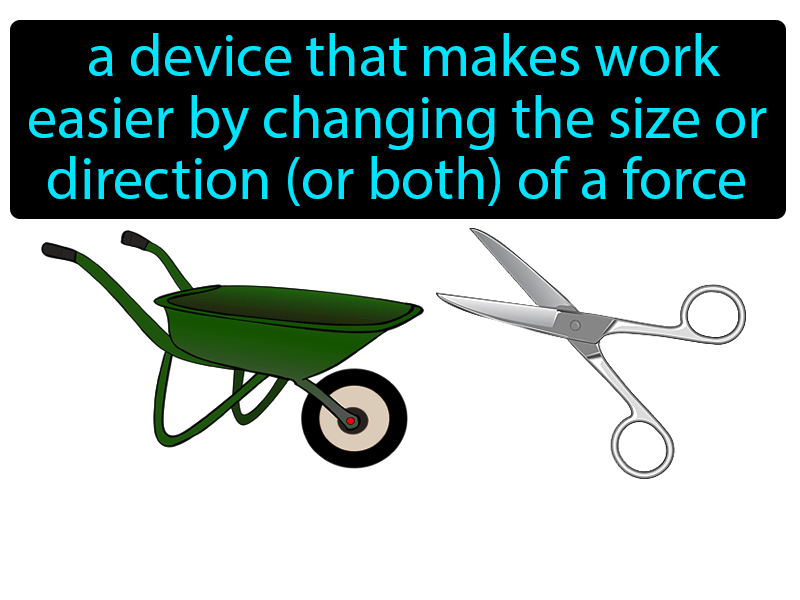 a device that makes work
easier by changing the size or
direction (or both) of a force